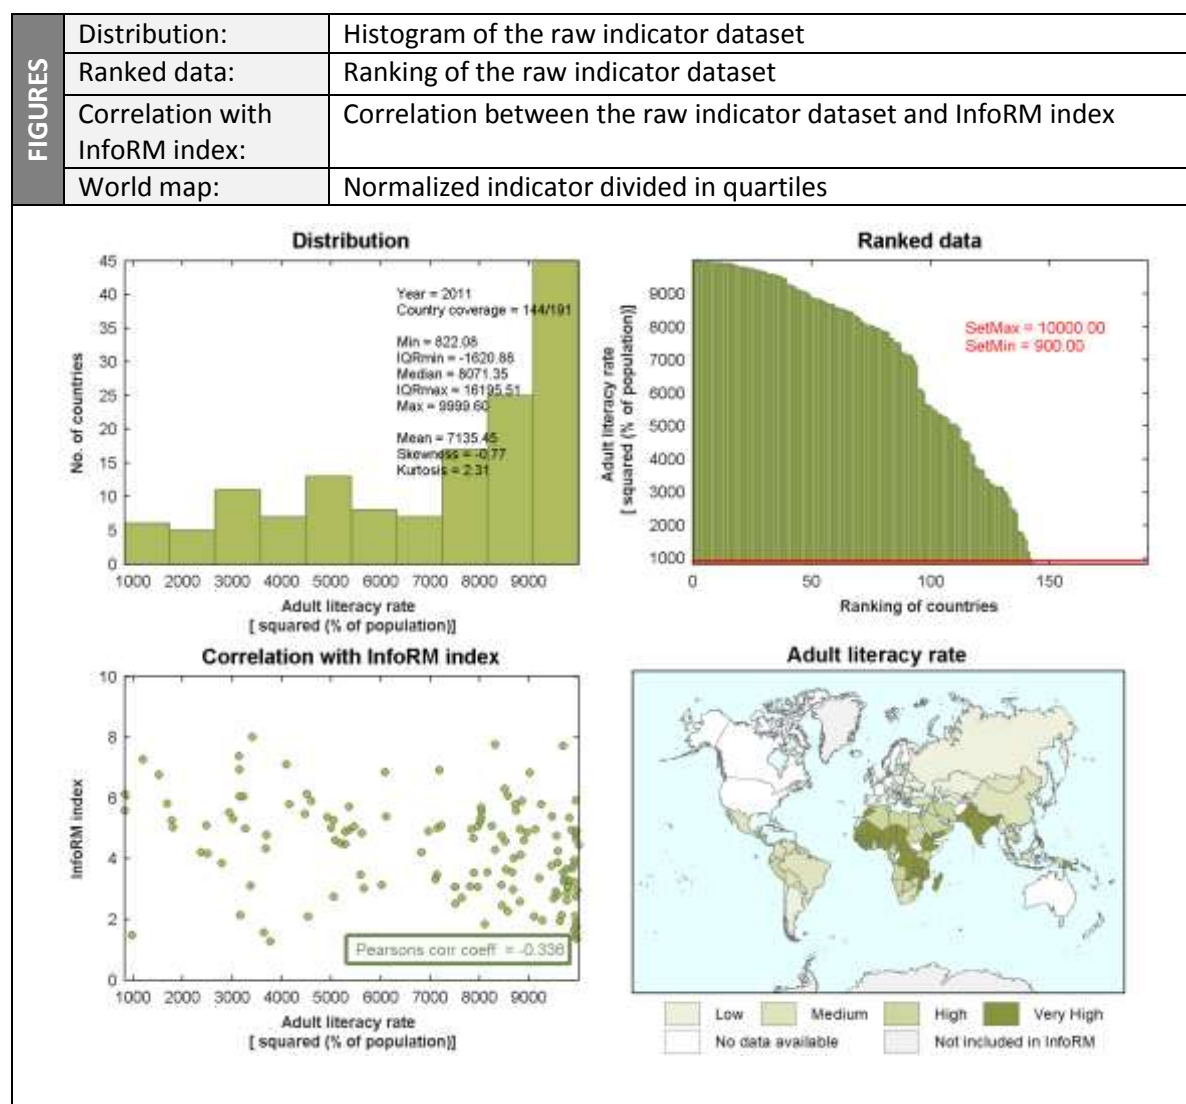 FIGURES
Distribution: Histogram of the raw indicator dataset
Ranked data: Ranking of the raw indicator dataset
Correlation with Correlation between the raw indicator dataset and InfoRM index
InfoRM index:
World map: Normalized indicator divided in quartiles
Distribution
45
40
35
30
25
20
15
10
5
0
No. of countries
Year = 2011
Country coverage = 144/191
Min = 822.08
IQRmin = -1620.88
Median = 8071.35
IQRmax = 16195.51
Max = 9999.60
Mean = 7135.45
Skewness = -0.77
Kurtosis = 2.31
1000 2000 3000 4000 5000 6000 7000 8000 9000
Adult literacy rate
[ squared (% of population)]
Ranked data
9000
8000
7000
6000
5000
4000
3000
2000
1000
Adult literacy rate
[ squared (% of population)]
SetMax = 10000.00
SetMin = 900.00
0 50 100 150
Ranking of countries
Correlation with InfoRM index
10
8
6
4
2
0
InfoRM index
Pearsons corr coeff = -0.336
1000 2000 3000 4000 5000 6000 7000 8000 9000
Adult literacy rate
[ squared (% of population)]
Adult literacy rate
Low Medium High Very High
No data available Not included in InfoRM